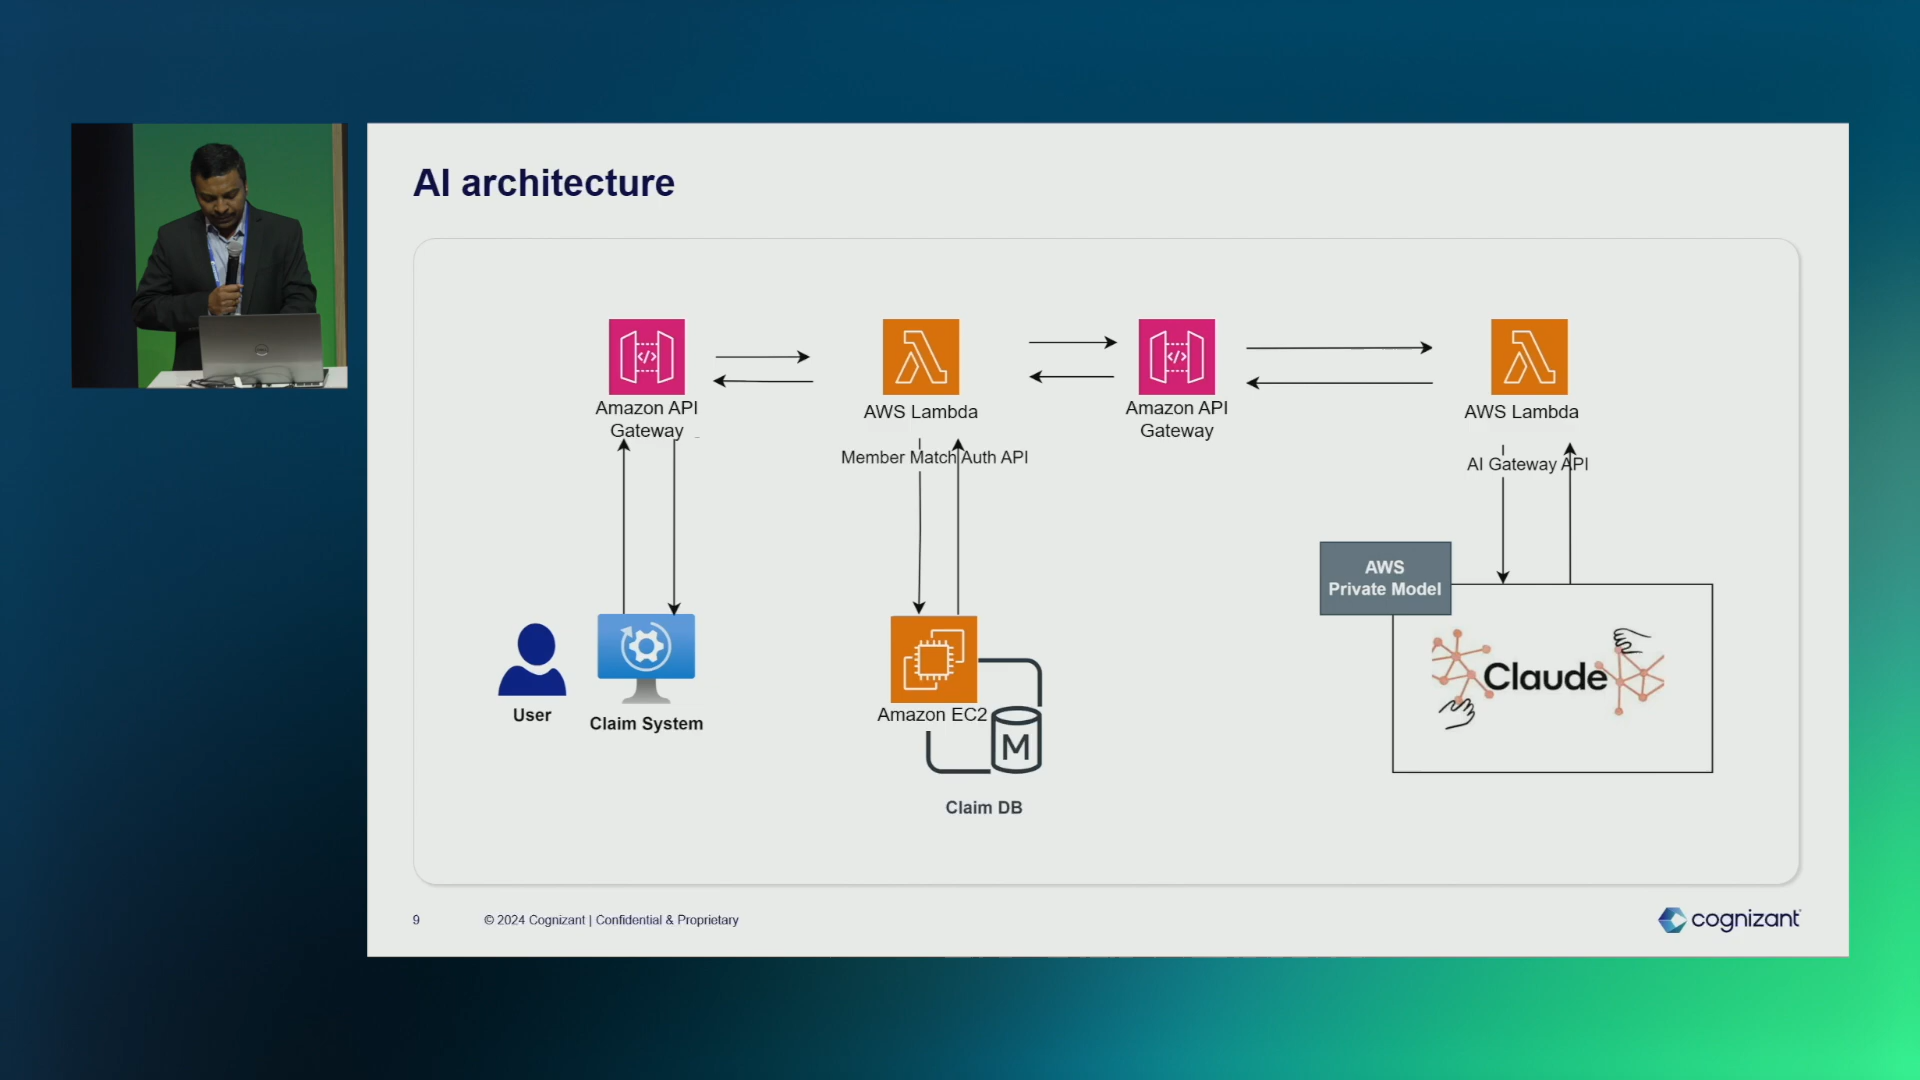 AI architecture
Amazon API
Gateway
AWS Lambda
Member Match Auth API
Amazon API
Gateway
AWS Lambda
AI Gateway API
AWS
Private Model
Claude
User
Claim System
Amazon EC2
M
Claim DB
9
© 2024 Cognizant | Confidential & Proprietary
cognizant